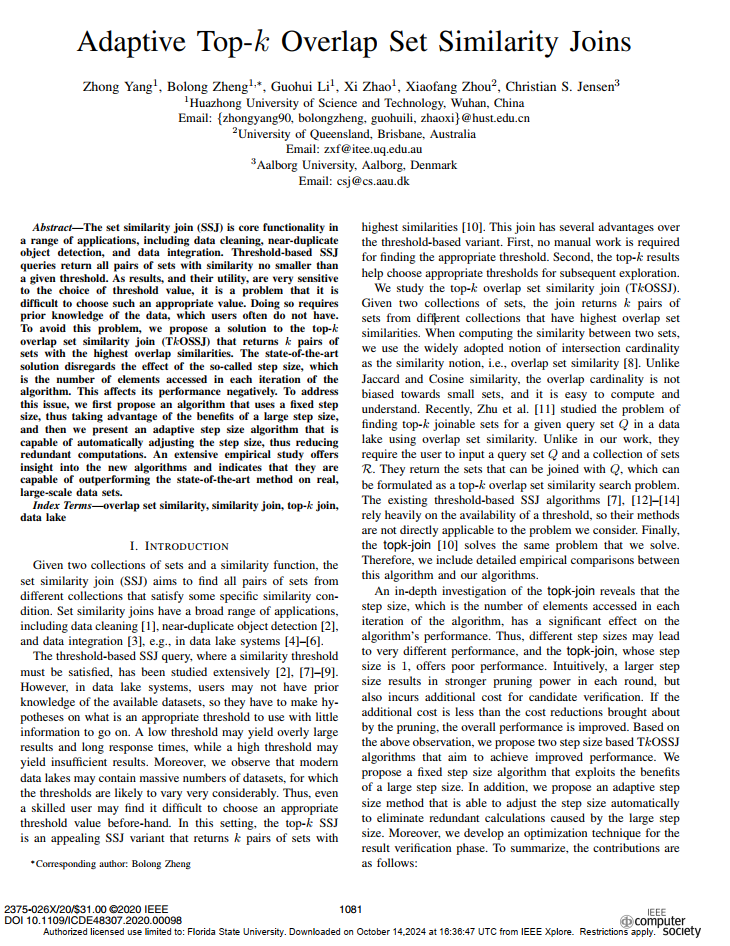 Adaptive Top-k Overlap Set Similarity Joins
Zhong Yang1, Bolong Zheng1,*, Guohui Li1, Xi Zhao1, Xiaofang Zhou2, Christian S. Jensen3
1Huazhong University of Science and Technology, Wuhan, China
Email: {zhongyang90, bolongzheng, guohuili, zhaoxi}@hust.edu.cn
2University of Queensland, Brisbane, Australia
Email: zxf@itee.uq.edu.au
3Aalborg University, Aalborg, Denmark
Email: csj@cs.aau.dk
Abstract—The set similarity join (SSJ) is core functionality in
a range of applications, including data cleaning, near-duplicate
object detection, and data integration. Threshold-based SSJ
queries return all pairs of sets with similarity no smaller than
a given threshold. As results, and their utility, are very sensitive
to the choice of threshold value, it is a problem that it is
difficult to choose such an appropriate value. Doing so requires
prior knowledge of the data, which users often do not have.
To avoid this problem, we propose a solution to the top-k
overlap set similarity join (TkOSSJ) that returns k pairs of
sets with the highest overlap similarities. The state-of-the-art
solution disregards the effect of the so-called step size, which
is the number of elements accessed in each iteration of the
algorithm. This affects its performance negatively. To address
this issue, we first propose an algorithm that uses a fixed step
size, thus taking advantage of the benefits of a large step size,
and then we present an adaptive step size algorithm that is
capable of automatically adjusting the step size, thus reducing
redundant computations. An extensive empirical study offers
insight into the new algorithms and indicates that they are
capable of outperforming the state-of-the-art method on real,
large-scale data sets.
Index Terms—overlap set similarity, similarity join, top-k join,
data lake
I. INTRODUCTION
Given two collections of sets and a similarity function, the
set similarity join (SSJ) aims to find all pairs of sets from
different collections that satisfy some specific similarity con-
dition. Set similarity joins have a broad range of applications,
including data cleaning [1], near-duplicate object detection [2],
and data integration [3], e.g., in data lake systems [4]–[6].
The threshold-based SSJ query, where a similarity threshold
must be satisfied, has been studied extensively [2], [7]–[9].
However, in data lake systems, users may not have prior
knowledge of the available datasets, so they have to make hy-
potheses on what is an appropriate threshold to use with little
information to go on. A low threshold may yield overly large
results and long response times, while a high threshold may
yield insufficient results. Moreover, we observe that modern
data lakes may contain massive numbers of datasets, for which
the thresholds are likely to vary very considerably. Thus, even
a skilled user may find it difficult to choose an appropriate
threshold value before-hand. In this setting, the top-k SSJ
is an appealing SSJ variant that returns k pairs of sets with
*Corresponding author: Bolong Zheng
highest similarities [10]. This join has several advantages over
the threshold-based variant. First, no manual work is required
for finding the appropriate threshold. Second, the top-k results
help choose appropriate thresholds for subsequent exploration.
We study the top-k overlap set similarity join (TkOSSJ).
Given two collections of sets, the join returns k pairs of
sets from different collections that have highest overlap set
similarities. When computing the similarity between two sets,
we use the widely adopted notion of intersection cardinality
as the similarity notion, i.e., overlap set similarity [8]. Unlike
Jaccard and Cosine similarity, the overlap cardinality is not
biased towards small sets, and it is easy to compute and
understand. Recently, Zhu et al. [11] studied the problem of
finding top-k joinable sets for a given query set Q in a data
lake using overlap set similarity. Unlike in our work, they
require the user to input a query set Q and a collection of sets
R. They return the sets that can be joined with Q, which can
be formulated as a top-k overlap set similarity search problem.
The existing threshold-based SSJ algorithms [7], [12]–[14]
rely heavily on the availability of a threshold, so their methods
are not directly applicable to the problem we consider. Finally,
the topk-join [10] solves the same problem that we solve.
Therefore, we include detailed empirical comparisons between
this algorithm and our algorithms.
An in-depth investigation of the topk-join reveals that the
step size, which is the number of elements accessed in each
iteration of the algorithm, has a significant effect on the
algorithm's performance. Thus, different step sizes may lead
to very different performance, and the topk-join, whose step
size is 1, offers poor performance. Intuitively, a larger step
size results in stronger pruning power in each round, but
also incurs additional cost for candidate verification. If the
additional cost is less than the cost reductions brought about
by the pruning, the overall performance is improved. Based on
the above observation, we propose two step size based TkOSSJ
algorithms that aim to achieve improved performance. We
propose a fixed step size algorithm that exploits the benefits
of a large step size. In addition, we propose an adaptive step
size method that is able to adjust the step size automatically
to eliminate redundant calculations caused by the large step
size. Moreover, we develop an optimization technique for the
result verification phase. To summarize, the contributions are
as follows:
2375-026X/20/$31.00 ©2020 IEEE
DOI 10.1109/ICDE48307.2020.00098
1081
IEEE
computer
society
Authorized licensed use limited to: Florida State University. Downloaded on October 14,2024 at 16:36:47 UTC from IEEE Xplore. Restrictions apply.